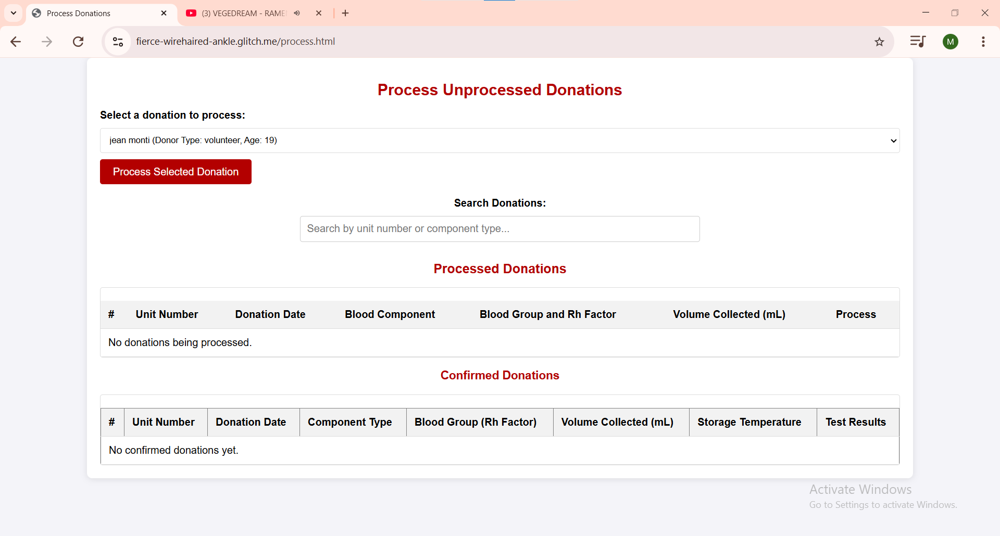 Process Donations
(3) VEGEDREAM - RAME
fierce-wirehaired-ankle.glitch.me/process.html
M
Process Unprocessed Donations
Select a donation to process:
jean monti (Donor Type: volunteer, Age: 19)
Process Selected Donation
Search Donations:
Search by unit number or component type...
Processed Donations
# Unit Number Donation Date Blood Component Blood Group and Rh Factor Volume Collected (mL) Process
No donations being processed.
Confirmed Donations
# Unit Number Donation Date Component Type Blood Group (Rh Factor) Volume Collected (mL) Storage Temperature Test Results
No confirmed donations yet.
Activate Windows
Go to Settings to activate Windows.